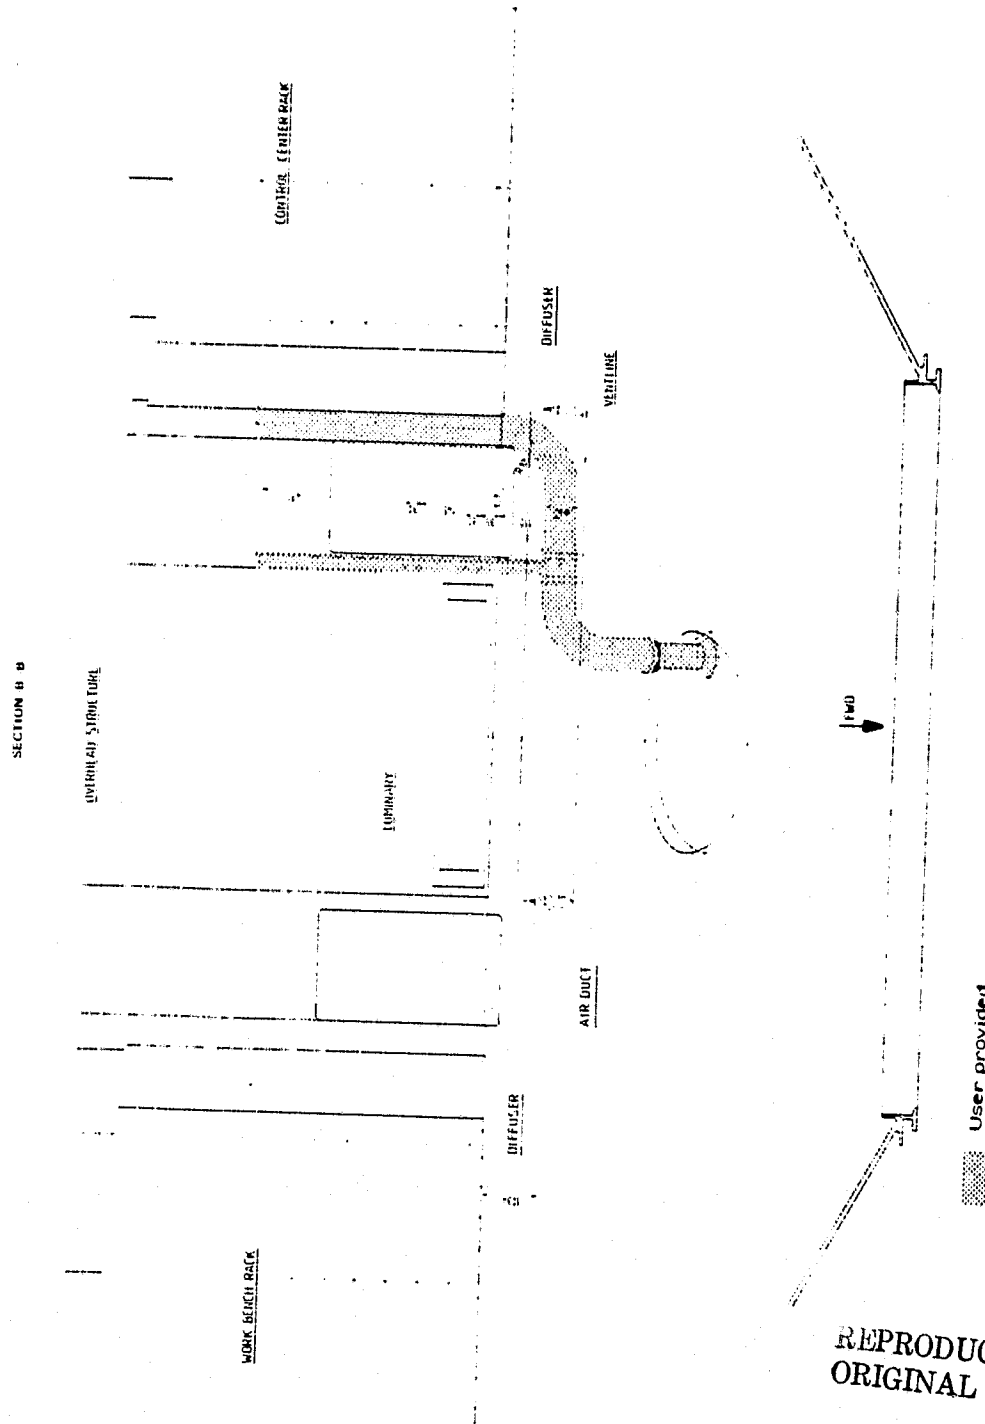 SECTION B B
OVERHEAD STRUCTURE
WORK BENCH RACK
LUMINARY
CONTROL CENTER RACK
DIFFUSER
DIFFUSER
AIR DUCT
VENTLINE
FWD
User provided
REPRODUC
ORIGINAL